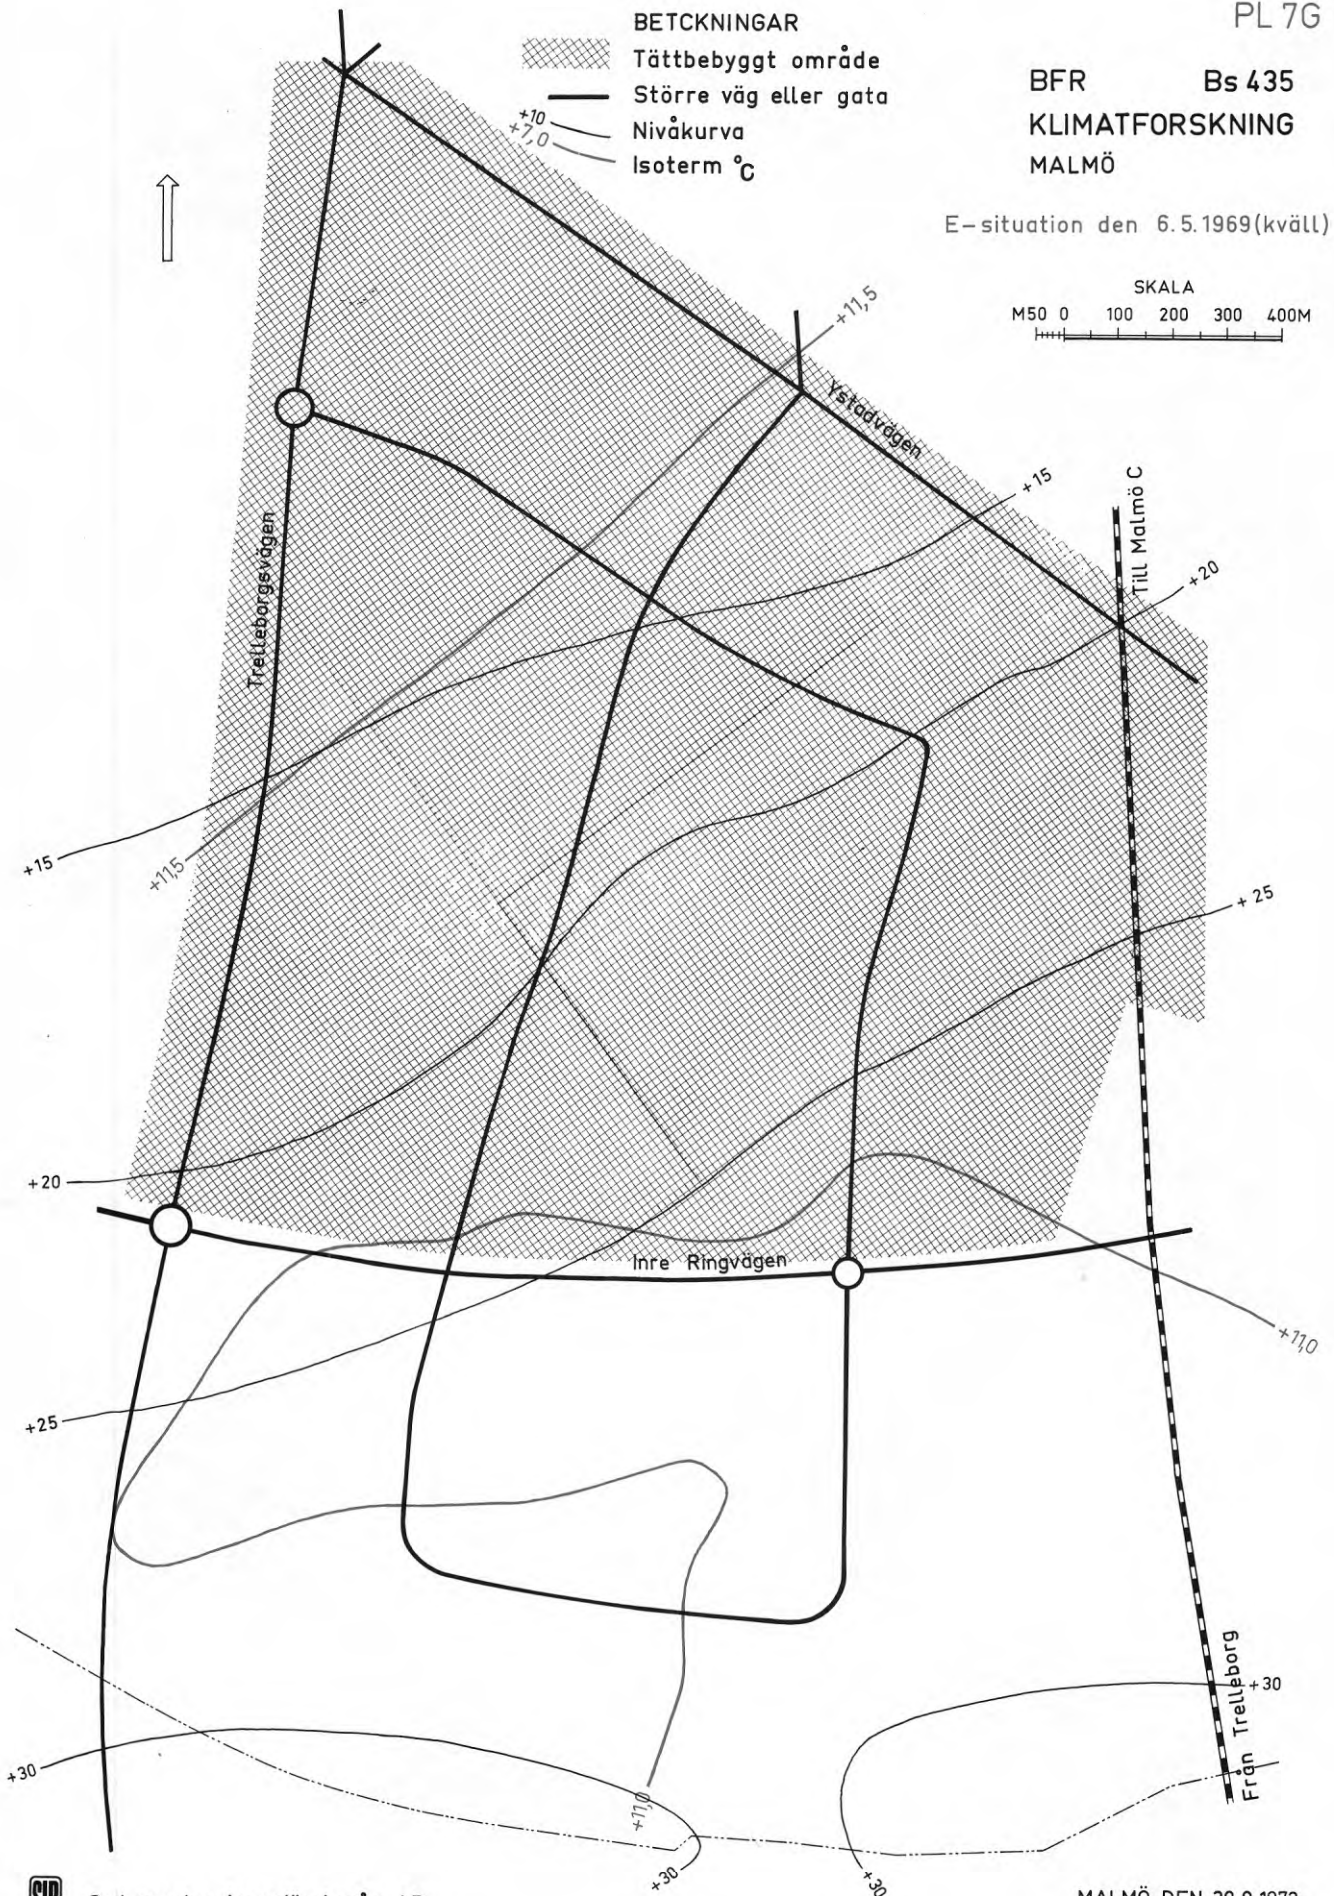 PL 7G
BETCKNINGAR
Tättbebyggt område
Större väg eller gata
+10
Nivåkurva
+7,0
Isoterm °C
BFR Bs 435
KLIMATFORSKNING
MALMÖ
E-situation den 6.5.1969(kväll)
SKALA
M50 0 100 200 300 400M
+11,5
Ystadvägen
+15
Till Malmö C
+20
Trelleborgsvägen
+15
+11,5
+25
+20
Inre Ringvägen
+11,0
+25
Från Trelleborg
+30
+30
+11,0
+30
+30